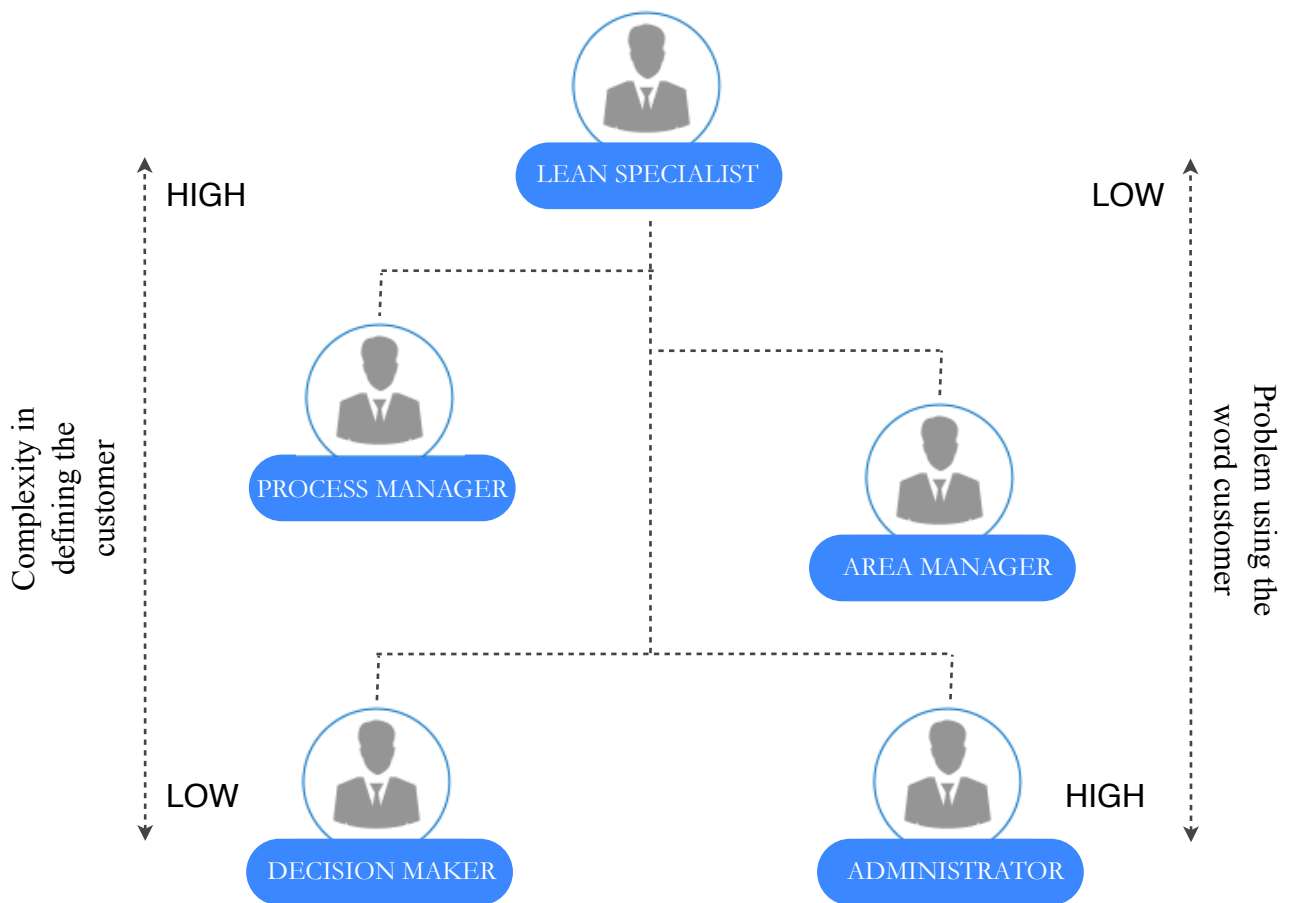 LEAN SPECIALIST
HIGH
LOW
PROCESS MANAGER
Complexity in
defining the
customer
Problem using the
word customer
AREA MANAGER
LOW
HIGH
DECISION MAKER
ADMINISTRATOR